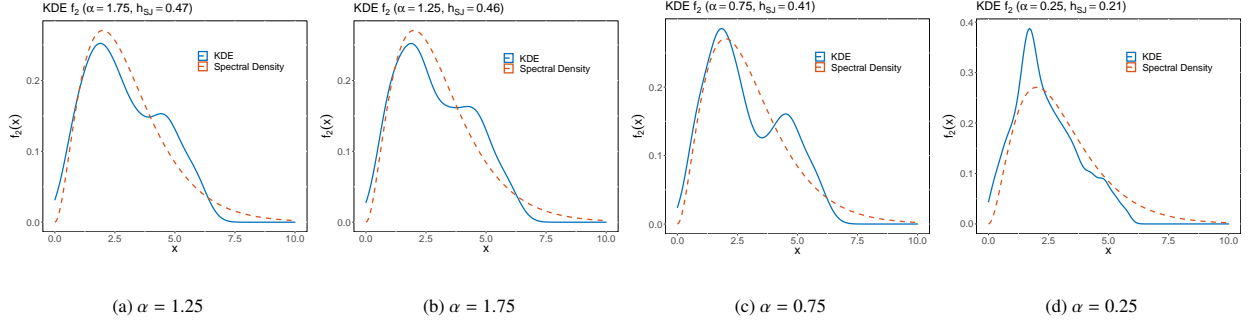 KDE f₂ (α = 1.75, h_SJ = 0.47)
f₂(x)
0.2
0.1
0.0
KDE
Spectral Density
0.0 2.5 5.0 7.5 10.0
x
(a) α = 1.25
KDE f₂ (α = 1.25, h_SJ = 0.46)
f₂(x)
0.2
0.1
0.0
KDE
Spectral Density
0.0 2.5 5.0 7.5 10.0
x
(b) α = 1.75
KDE f₂ (α = 0.75, h_SJ = 0.41)
f₂(x)
0.2
0.1
0.0
KDE
Spectral Density
0.0 2.5 5.0 7.5 10.0
x
(c) α = 0.75
KDE f₂ (α = 0.25, h_SJ = 0.21)
f₂(x)
0.4
0.3
0.2
0.1
0.0
KDE
Spectral Density
0.0 2.5 5.0 7.5 10.0
x
(d) α = 0.25